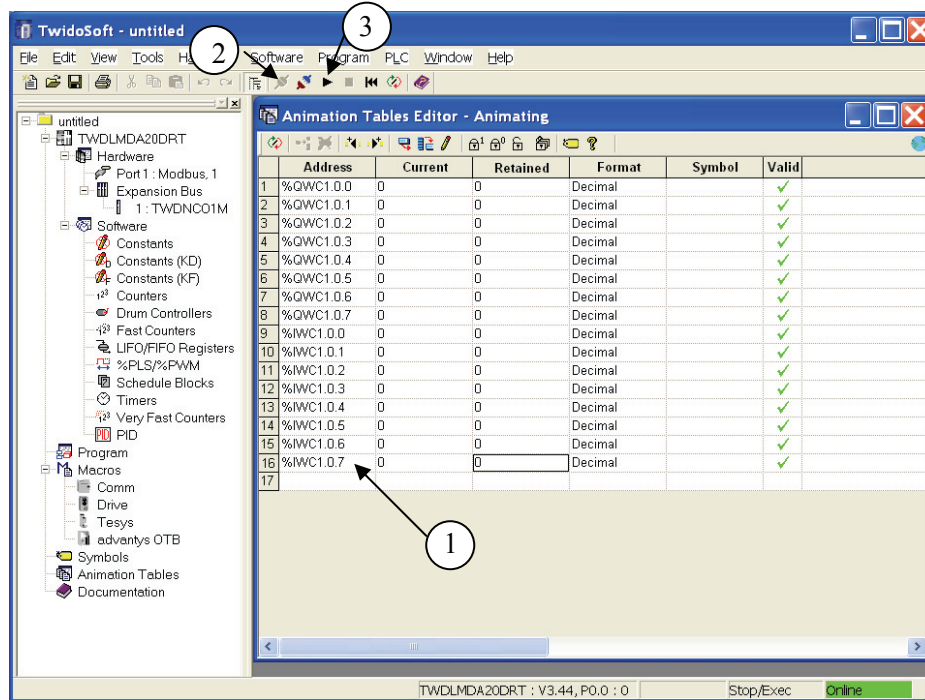 TwidoSoft - untitled
3
2
File Edit View Tools Ha Software Program PLC Window Help
untitled
TWDLMDA20DRT
Hardware
Port1 : Modbus, 1
Expansion Bus
1 : TWDNCO1M
Software
Constants
Constants (KD)
Constants (KF)
Counters
Drum Controllers
Fast Counters
LIFO/FIFO Registers
%PLS/%PWM
Schedule Blocks
Timers
Very Fast Counters
PID PID
Program
Macros
Comm
Drive
Tesys
advantys OTB
Symbols
Animation Tables
Documentation
Animation Tables Editor - Animating
Address Current Retained Format Symbol Valid
1 %QWC1.0.0 0 0 Decimal
2 %QWC1.0.1 0 0 Decimal
3 %QWC1.0.2 0 0 Decimal
4 %QWC1.0.3 0 0 Decimal
5 %QWC1.0.4 0 0 Decimal
6 %QWC1.0.5 0 0 Decimal
7 %QWC1.0.6 0 0 Decimal
8 %QWC1.0.7 0 0 Decimal
9 %IWC1.0.0 0 0 Decimal
10 %IWC1.0.1 0 0 Decimal
11 %IWC1.0.2 0 0 Decimal
12 %IWC1.0.3 0 0 Decimal
13 %IWC1.0.4 0 0 Decimal
14 %IWC1.0.5 0 0 Decimal
15 %IWC1.0.6 0 0 Decimal
16 %IWC1.0.7 0 0 Decimal
17
1
TWDLMDA20DRT : V3.44, P0.0 : 0 Stop/Exec Online